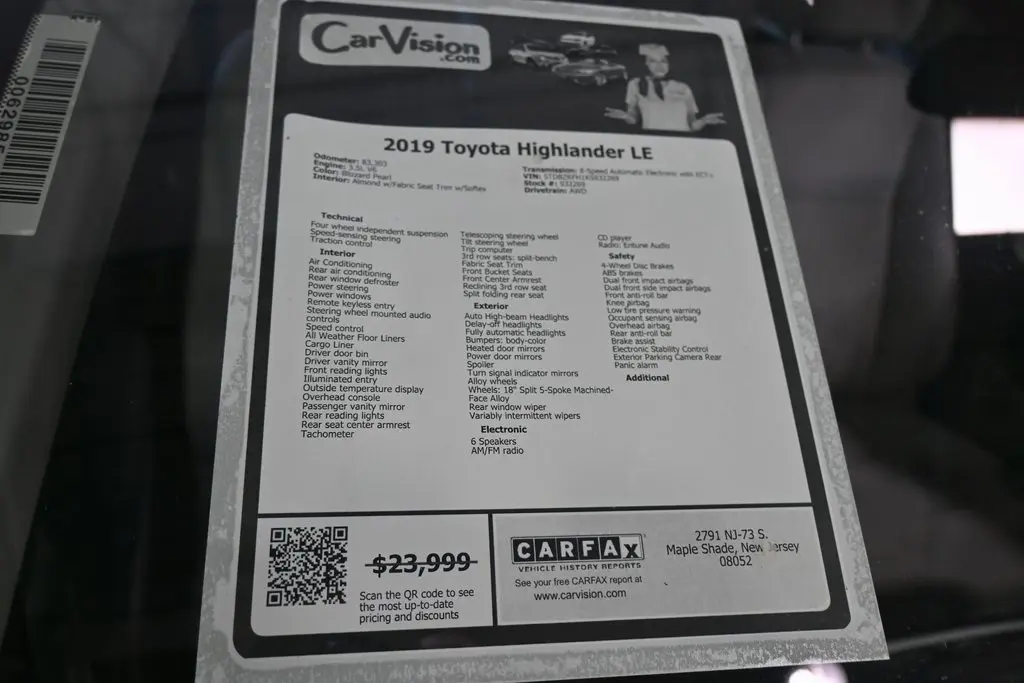 CarVision
.com
2019 Toyota Highlander LE
Odometer: 83,303
Engine: 3.5L V6
Color: Blizzard Pearl
Interior: Almond w/Fabric Seat Trim w/Softex
Transmission: 8-Speed Automatic Electronic with ECT-i
VIN:
Stock #: 932289
Drivetrain: AWD
Technical
Four wheel independent suspension
Speed-sensing steering
Traction control
Interior
Air Conditioning
Rear air conditioning
Rear window defroster
Power steering
Power windows
Remote keyless entry
Steering wheel mounted audio
controls
Speed control
All Weather Floor Liners
Cargo Liner
Driver door bin
Driver vanity mirror
Front reading lights
Illuminated entry
Outside temperature display
Overhead console
Passenger vanity mirror
Rear reading lights
Rear seat center armrest
Tachometer
Telescoping steering wheel
Tilt steering wheel
Trip computer
3rd row seats: split-bench
Fabric Seat Trim
Front Bucket Seats
Front Center Armrest
Reclining 3rd row seat
Split folding rear seat
Exterior
Auto High-beam Headlights
Delay-off headlights
Fully automatic headlights
Bumpers: body-color
Heated door mirrors
Power door mirrors
Spoiler
Turn signal indicator mirrors
Alloy wheels
Wheels: 18" Split 5-Spoke Machined-
Face Alloy
Rear window wiper
Variably intermittent wipers
Electronic
6 Speakers
AM/FM radio
CD player
Radio: Entune Audio
Safety
4-Wheel Disc Brakes
ABS brakes
Dual front impact airbags
Dual front side impact airbags
Front anti-roll bar
Knee airbag
Low tire pressure warning
Occupant sensing airbag
Overhead airbag
Rear anti-roll bar
Brake assist
Electronic Stability Control
Exterior Parking Camera Rear
Panic alarm
Additional
$23,999
Scan the QR code to see
the most up-to-date
pricing and discounts
CARFAX
VEHICLE HISTORY REPORTS
See your free CARFAX report at
www.carvision.com
2791 NJ-73 S.
Maple Shade, New Jersey
08052